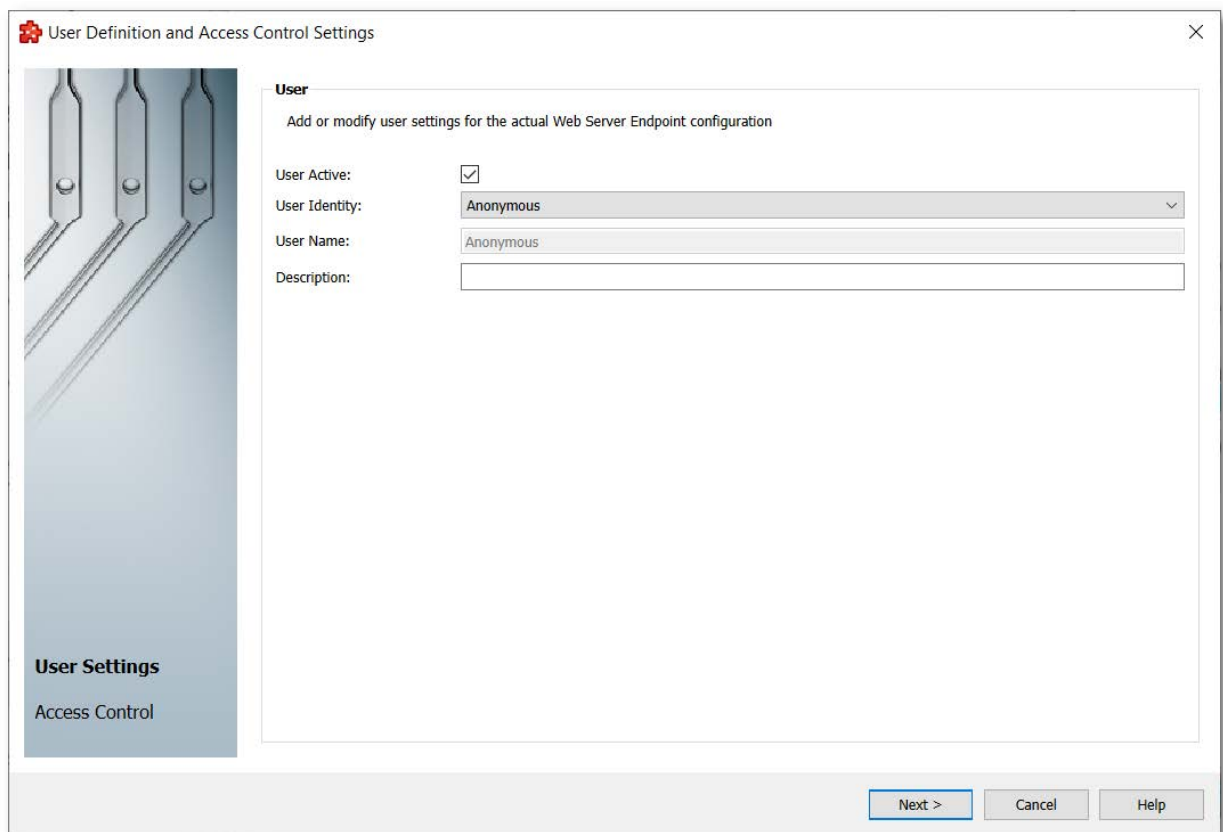 User Definition and Access Control Settings
User
Add or modify user settings for the actual Web Server Endpoint configuration
User Active:
User Identity: Anonymous
User Name: Anonymous
Description:
User Settings
Access Control
Next > Cancel Help